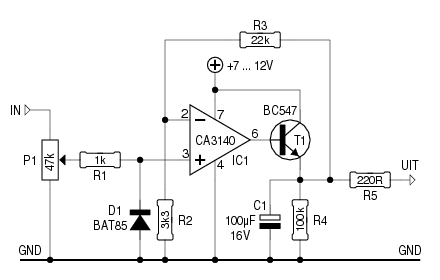 R3
22k
+7 ... 12V
IN
2
7
BC547
P1
47k
1k
R1
CA3140
6
T1
3
4
IC1
UIT
D1
BAT85
3k3
R2
C1
100µF
16V
100k
R4
220R
R5
GND
GND